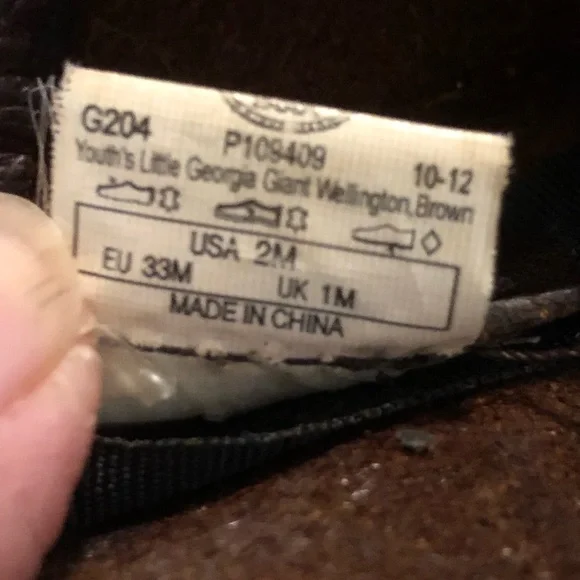 G204
P109409
10-12
Youth's Little Georgia Giant Wellington, Brown
USA 2M
EU 33M
UK 1M
MADE IN CHINA